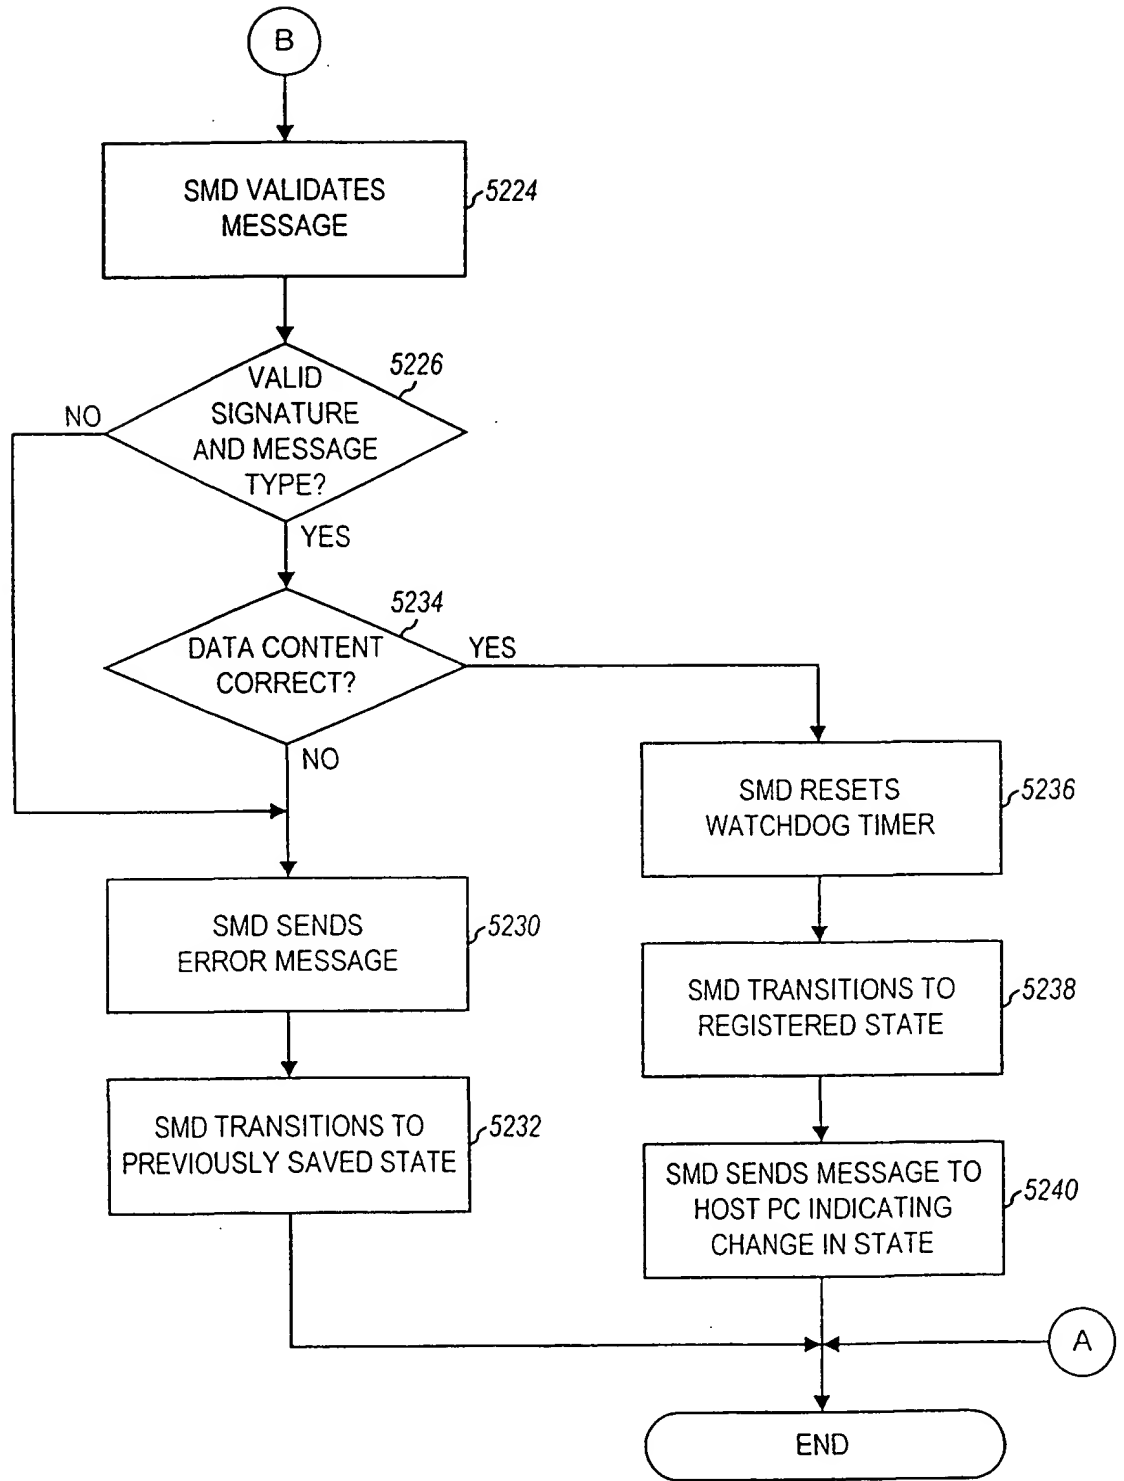 B
SMD VALIDATES
MESSAGE
5224
5226
VALID
SIGNATURE
AND MESSAGE
TYPE?
NO
YES
5234
DATA CONTENT
CORRECT?
YES
NO
SMD RESETS
WATCHDOG TIMER
5236
SMD SENDS
ERROR MESSAGE
5230
SMD TRANSITIONS TO
REGISTERED STATE
5238
SMD TRANSITIONS TO
PREVIOUSLY SAVED STATE
5232
SMD SENDS MESSAGE TO
HOST PC INDICATING
CHANGE IN STATE
5240
A
END